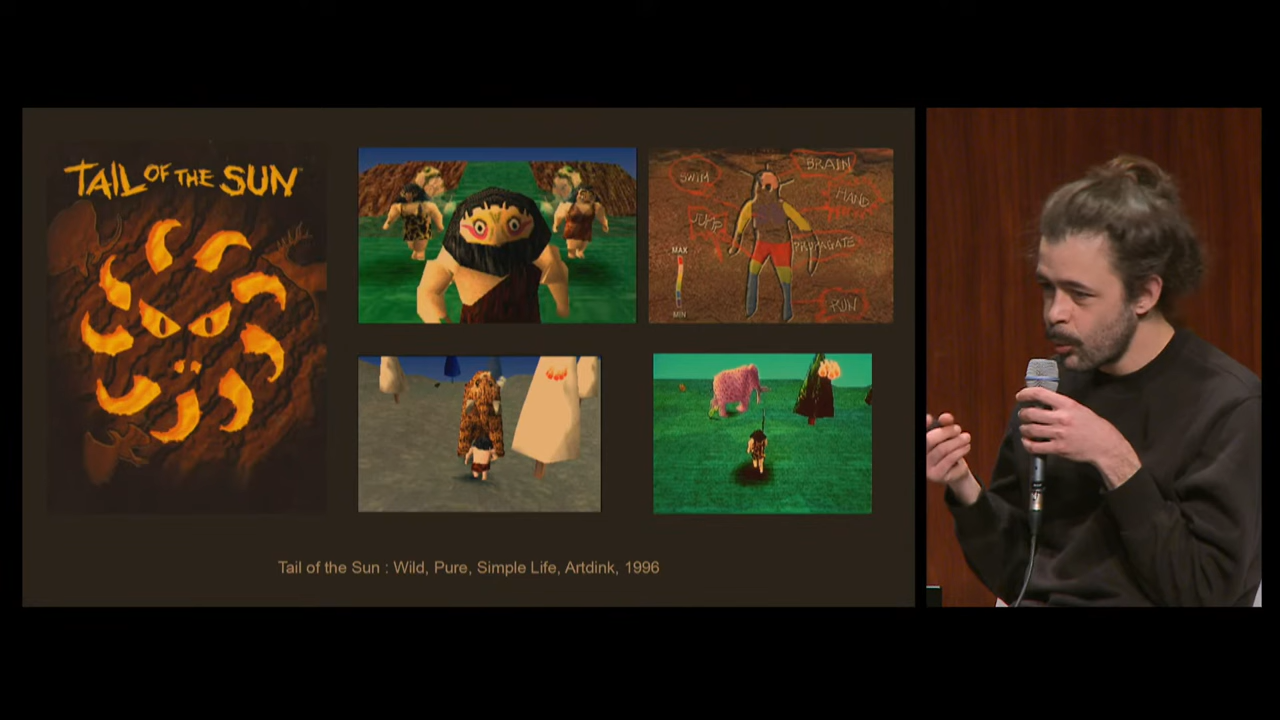 TAIL OF THE SUN
SWIM
BRAIN
HAND
JUMP
PROPAGATE
MAX
MIN
RUN
Tail of the Sun : Wild, Pure, Simple Life, Artdink, 1996